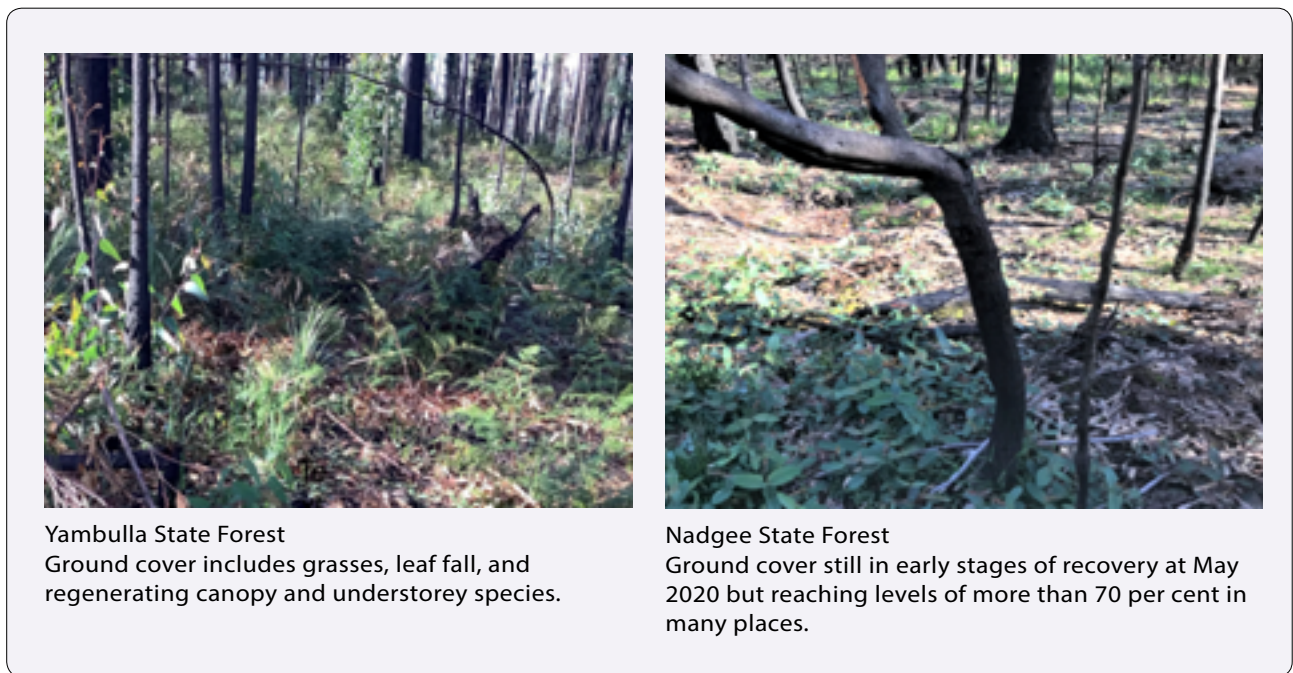 Yambulla State Forest
Ground cover includes grasses, leaf fall, and
regenerating canopy and understorey species.
Nadgee State Forest
Ground cover still in early stages of recovery at May
2020 but reaching levels of more than 70 per cent in
many places.